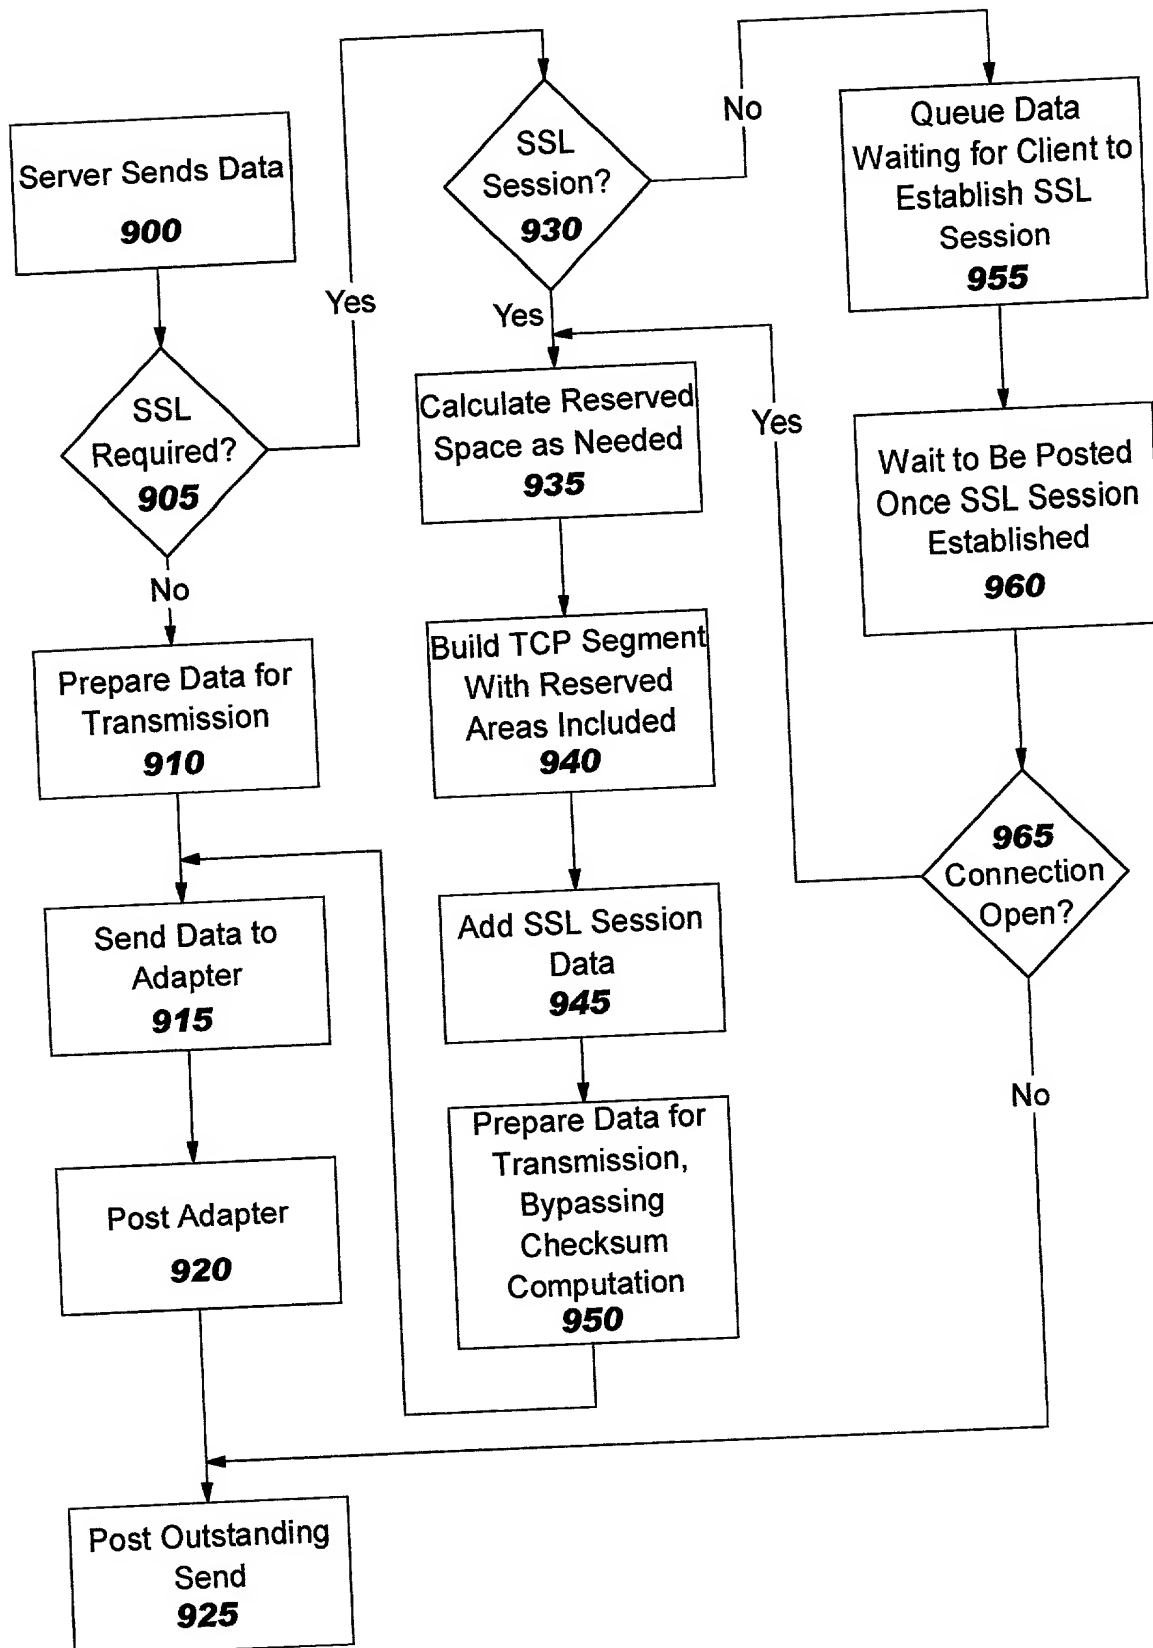 Server Sends Data
900
SSL
Required?
905
Yes
No
Prepare Data for
Transmission
910
Send Data to
Adapter
915
Post Adapter
920
Post Outstanding
Send
925
SSL
Session?
930
No
Yes
Calculate Reserved
Space as Needed
935
Build TCP Segment
With Reserved
Areas Included
940
Add SSL Session
Data
945
Prepare Data for
Transmission,
Bypassing
Checksum
Computation
950
Queue Data
Waiting for Client to
Establish SSL
Session
955
Wait to Be Posted
Once SSL Session
Established
960
965
Connection
Open?
Yes
No